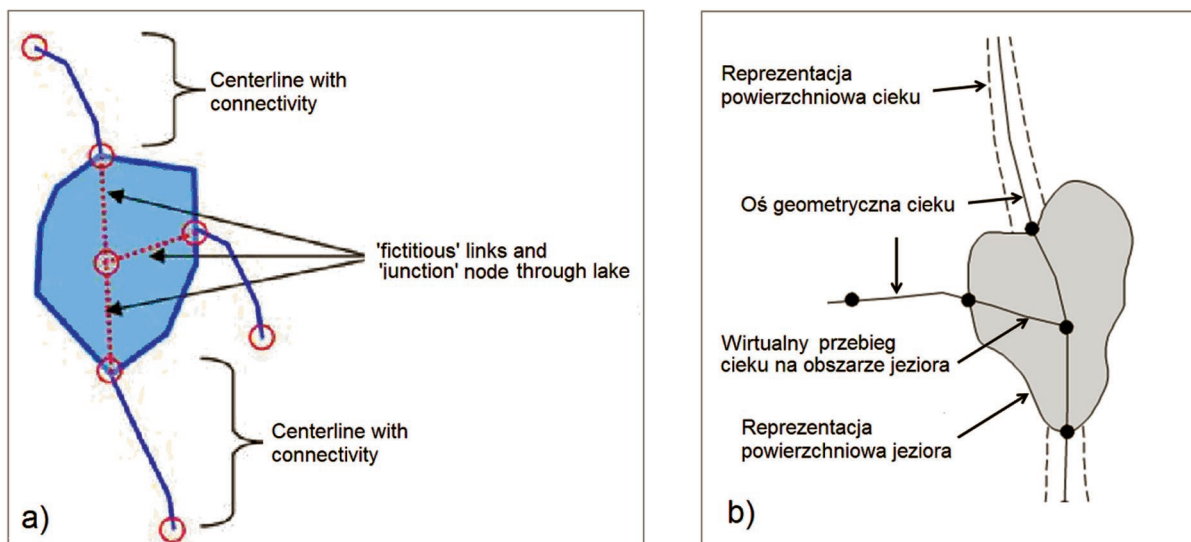 Centerline with
connectivity
'fictitious' links and
'junction' node through lake
Centerline with
connectivity
a)
Reprezentacja
powierzchniowa cieku
Oś geometryczna cieku
Wirtualny przebieg
cieku na obszarze jeziora
Reprezentacja
powierzchniowa jeziora
b)